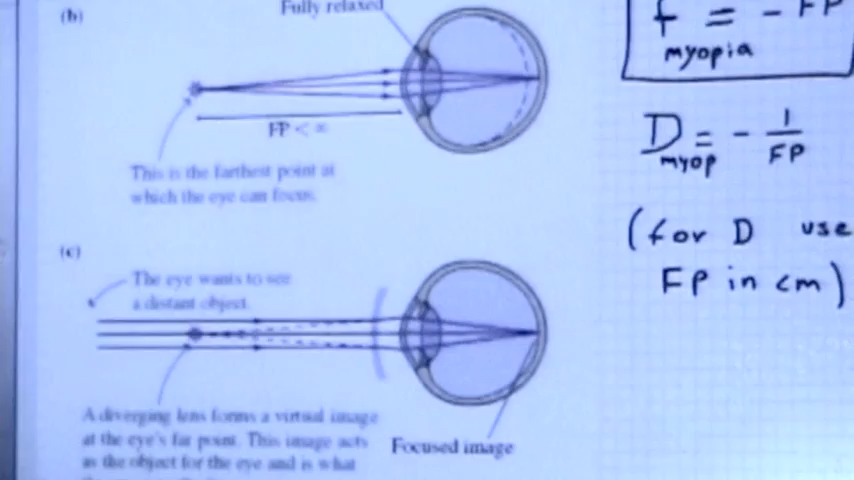 (b)
Fully relaxed
FP < ∞
This is the farthest point at
which the eye can focus.
(c)
The eye wants to see
a distant object.
A diverging lens forms a virtual image
at the eye's far point. This image acts
as the object for the eye and is what
Focused image
f = - FP
myopia
D = - 1/FP
myop
(for D use
FP in cm)